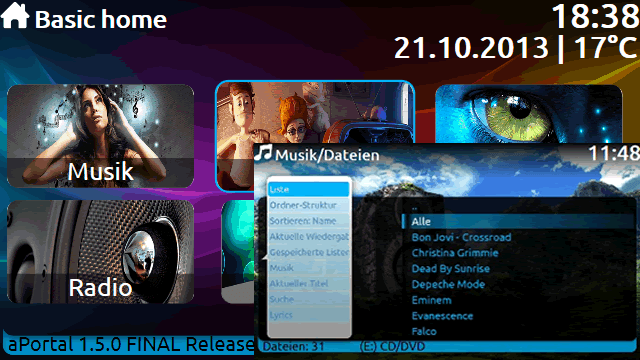 Basic home
18:38
21.10.2013 | 17°C
Musik
Radio
aPortal 1.5.0 FINAL Release
Musik/Dateien
11:48
Liste
Ordner-Struktur
Sortieren: Name
Aktuelle Wiedergat
Gespeicherte Listen
Musik
Aktueller Titel
Suche
Lyrics
..
Alle
Bon Jovi - Crossroad
Christina Grimmie
Dead By Sunrise
Depeche Mode
Eminem
Evanescence
Falco
Dateien: 31
(E:) CD/DVD